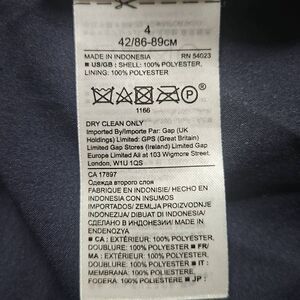 4
42/86-89см
MADE IN INDONESIA RN 54023
■ US/GB ; SHELL: 100% POLYESTER,
LINING: 100% POLYESTER
P
1166
DRY CLEAN ONLY
Imported By/Importe Par: Gap (UK
Holdings) Limited: GPS (Great Britain)
Limited Gap Stores (Ireland) Limited Gap
Europe Limited All at 103 Wigmore Street,
London, W1U 1QS
CA 17897
Одежда второго слоя
FABRIQUÉ EN INDONÉSIE/ HECHO EN
INDONESIA CON INSUMOS
IMPORTADOS/ ZEMLJA PROIZVODNJE
INDONEZIJA/ DIBUAT DI INDONESIA/
СДЕЛАНО В ИНДОНЕЗИИ/ MADE IN
ENDENOZYA
■ CA : EXTÉRIEUR: 100% POLYESTER,
DOUBLURE: 100% POLYESTER ■ FR/
MA : EXTÉRIEUR: 100% POLYESTER,
DOUBLURE: 100% POLYESTER ■ IT :
MEMBRANA: 100% POLIESTERE,
FODERA: 100% POLIESTERE ■ JP :